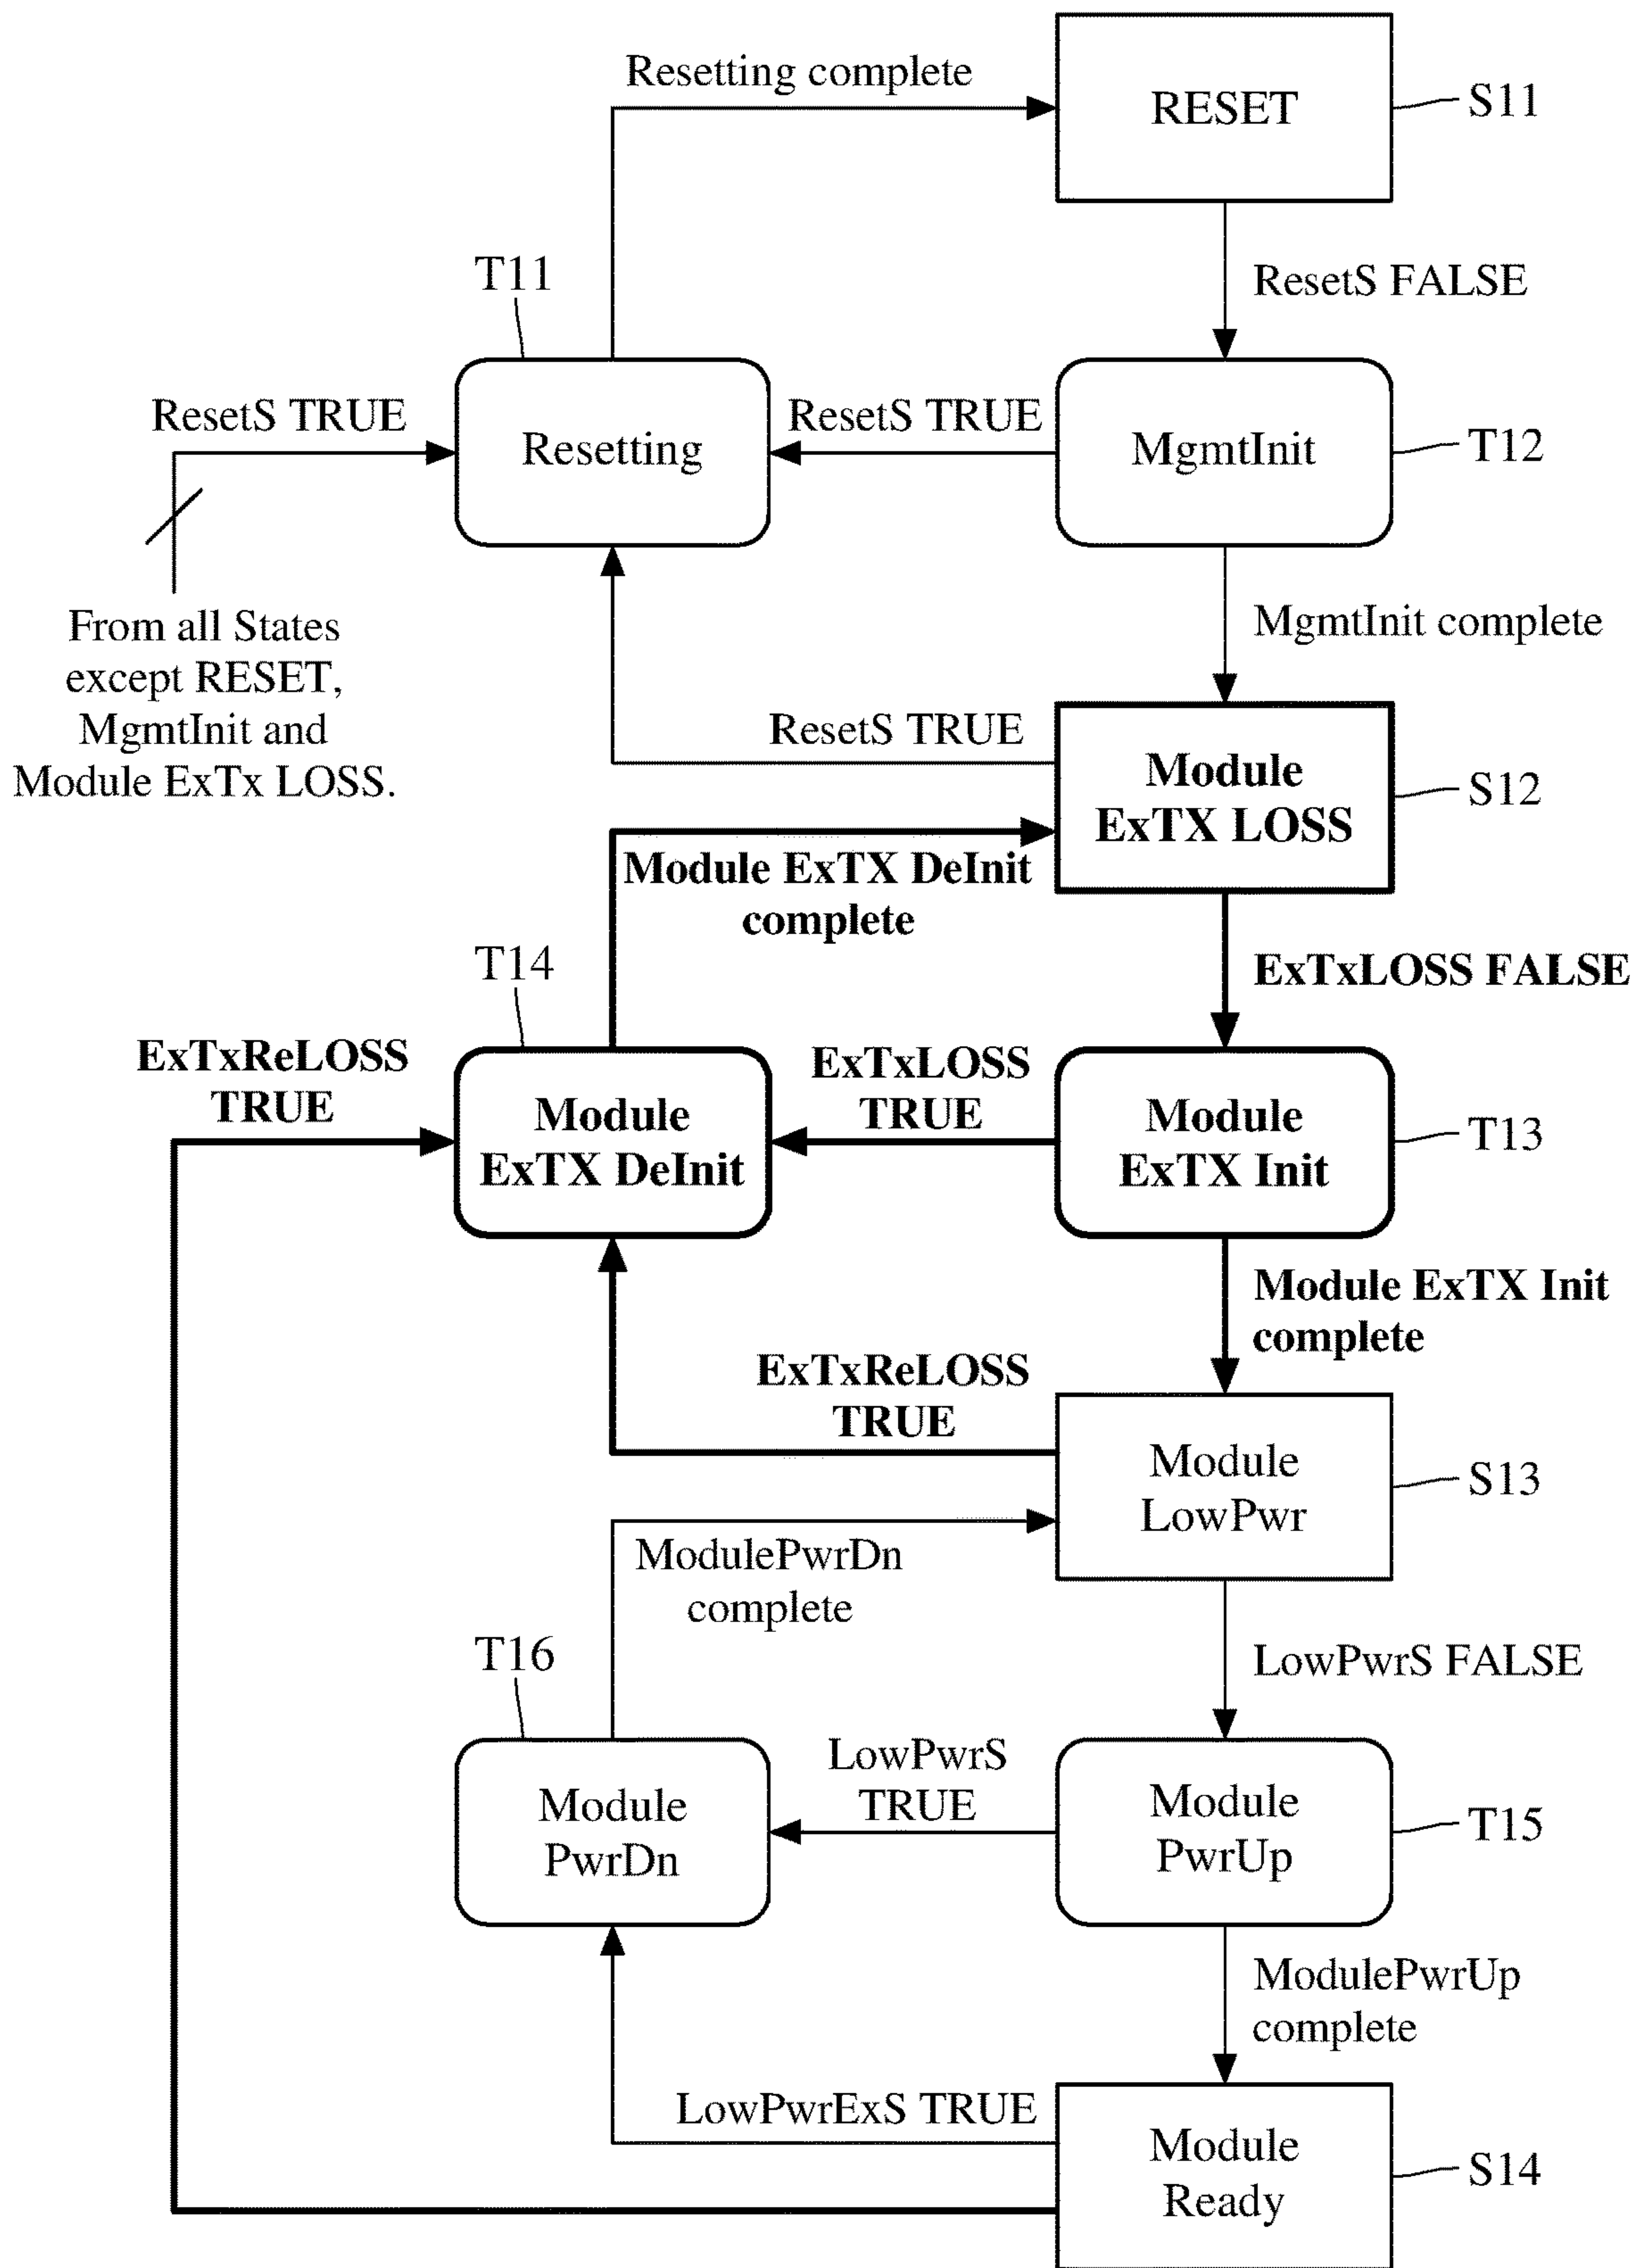 Resetting complete
RESET
S11
ResetS FALSE
T11
ResetS TRUE
Resetting
ResetS TRUE
MgmtInit
T12
From all States
except RESET,
MgmtInit and
Module ExTx LOSS.
MgmtInit complete
ResetS TRUE
Module
ExTX LOSS
S12
Module ExTX DeInit
complete
ExTxLOSS FALSE
T14
ExTxReLOSS
TRUE
Module
ExTX DeInit
ExTxLOSS
TRUE
Module
ExTX Init
T13
Module ExTX Init
complete
ExTxReLOSS
TRUE
Module
LowPwr
S13
ModulePwrDn
complete
LowPwrS FALSE
T16
Module
PwrDn
LowPwrS
TRUE
Module
PwrUp
T15
ModulePwrUp
complete
LowPwrExS TRUE
Module
Ready
S14